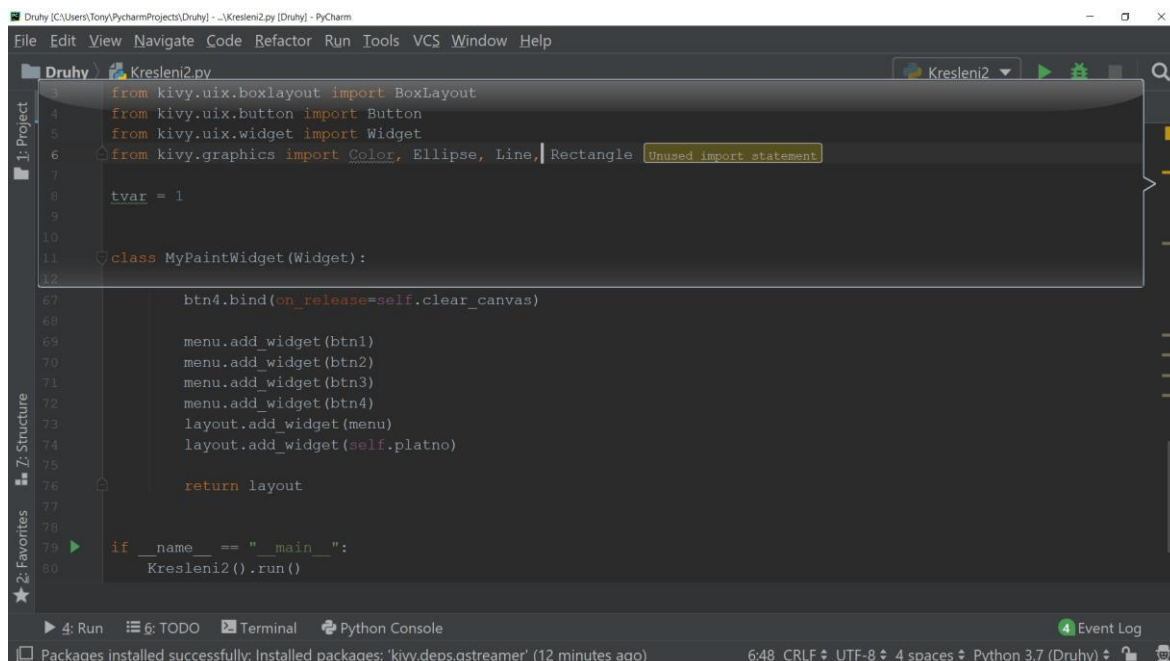 Druhy [C:\Users\Tony\PycharmProjects\Druhy] - ...\Kresleni2.py [Druhy] - PyCharm
File Edit View Navigate Code Refactor Run Tools VCS Window Help
Druhy Kresleni2.py Kresleni2
1: Project
3 from kivy.uix.boxlayout import BoxLayout
4 from kivy.uix.button import Button
5 from kivy.uix.widget import Widget
6 from kivy.graphics import Color, Ellipse, Line, Rectangle Unused import statement
7
8 tvar = 1
9
10
11 class MyPaintWidget(Widget):
12
67 btn4.bind(on_release=self.clear_canvas)
68
69 menu.add_widget(btn1)
70 menu.add_widget(btn2)
71 menu.add_widget(btn3)
72 menu.add_widget(btn4)
73 layout.add_widget(menu)
74 layout.add_widget(self.platno)
75
76 return layout
77
78
79 if __name__ == "__main__":
80 Kresleni2().run()
Z: Structure
2: Favorites
4: Run 6: TODO Terminal Python Console 4 Event Log
Packages installed successfully: Installed packages: 'kivy.deps.gstreamer' (12 minutes ago) 6:48 CRLF UTF-8 4 spaces Python 3.7 (Druhy)